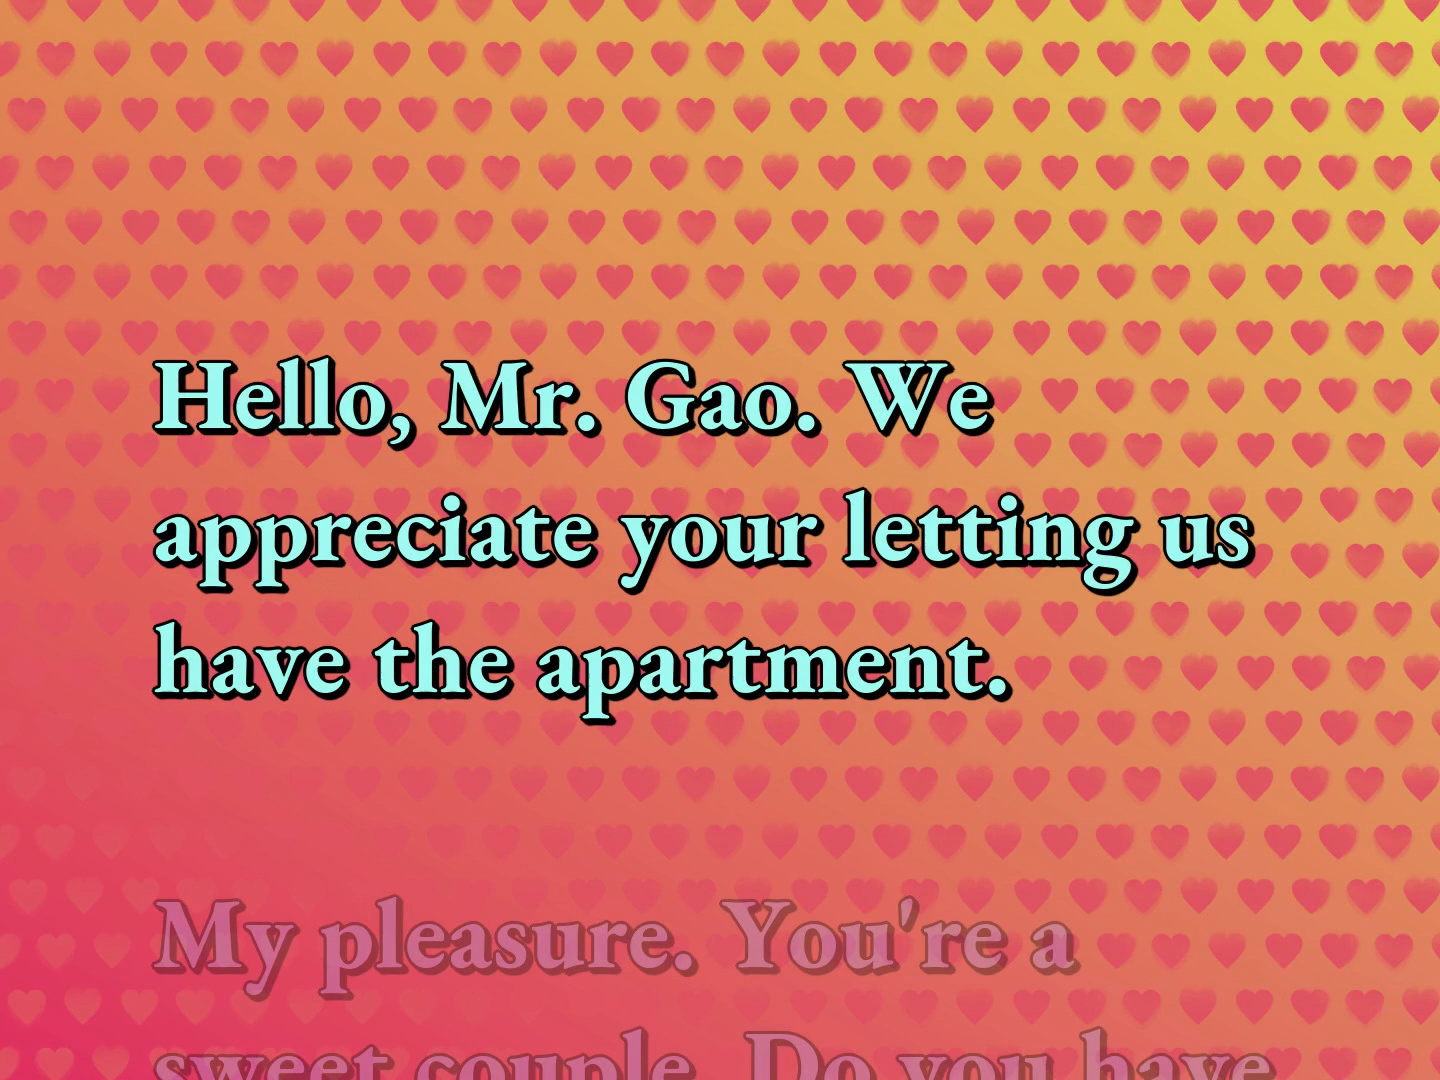 Hello, Mr. Gao. We
appreciate your letting us
have the apartment.
My pleasure. You're a
sweet couple. Do you have